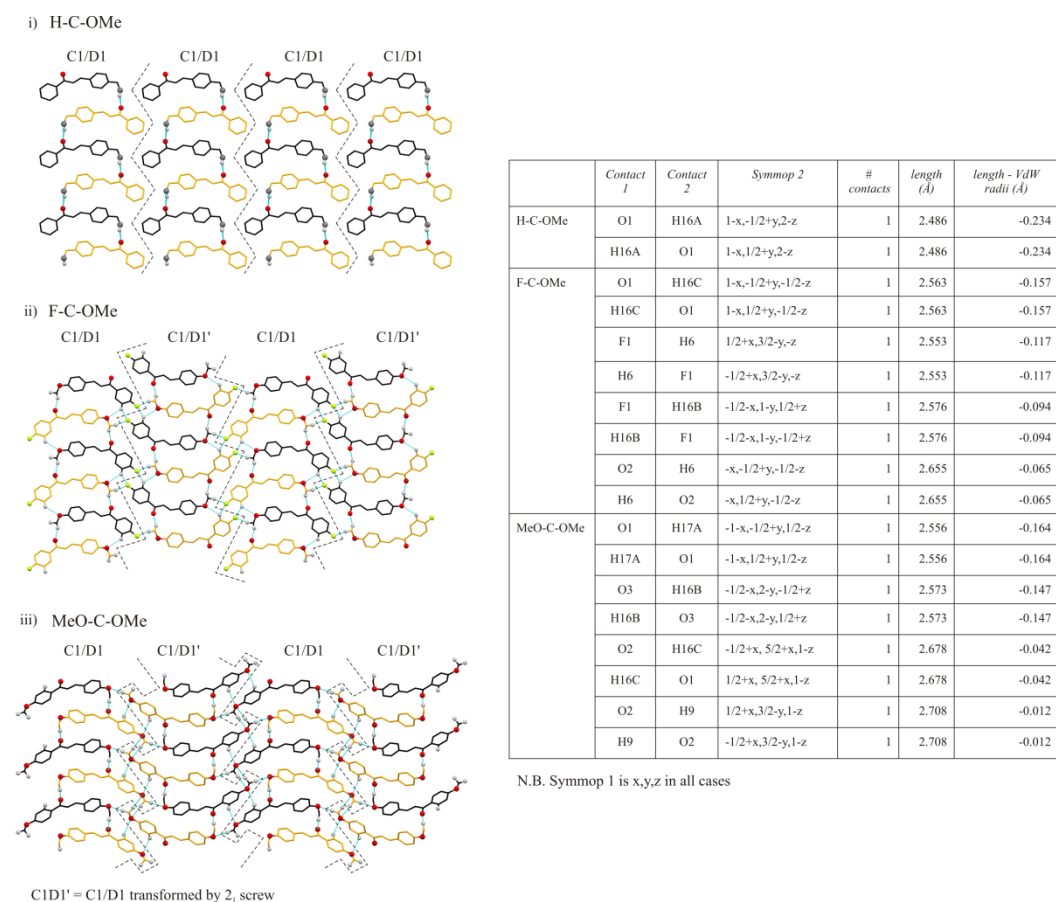 i) H-C-OMe
C1/D1 C1/D1 C1/D1 C1/D1
ii) F-C-OMe
C1/D1 C1/D1' C1/D1 C1/D1'
iii) MeO-C-OMe
C1/D1 C1/D1' C1/D1 C1/D1'
C1D1' = C1/D1 transformed by 2₁ screw
Contact 1 Contact 2 Symmop 2 # contacts length (Å) length - VdW radii (Å)
H-C-OMe O1 H16A 1-x,-1/2+y,2-z 1 2.486 -0.234
H16A O1 1-x,1/2+y,2-z 1 2.486 -0.234
F-C-OMe O1 H16C 1-x,-1/2+y,-1/2-z 1 2.563 -0.157
H16C O1 1-x,1/2+y,-1/2-z 1 2.563 -0.157
F1 H6 1/2+x,3/2-y,-z 1 2.553 -0.117
H6 F1 -1/2+x,3/2-y,-z 1 2.553 -0.117
F1 H16B -1/2-x,1-y,1/2+z 1 2.576 -0.094
H16B F1 -1/2-x,1-y,-1/2+z 1 2.576 -0.094
O2 H6 -x,-1/2+y,-1/2-z 1 2.655 -0.065
H6 O2 -x,1/2+y,-1/2-z 1 2.655 -0.065
MeO-C-OMe O1 H17A -1-x,-1/2+y,1/2-z 1 2.556 -0.164
H17A O1 -1-x,1/2+y,1/2-z 1 2.556 -0.164
O3 H16B -1/2-x,2-y,-1/2+z 1 2.573 -0.147
H16B O3 -1/2-x,2-y,1/2+z 1 2.573 -0.147
O2 H16C -1/2+x, 5/2+x,1-z 1 2.678 -0.042
H16C O1 1/2+x, 5/2+x,1-z 1 2.678 -0.042
O2 H9 1/2+x,3/2-y,1-z 1 2.708 -0.012
H9 O2 -1/2+x,3/2-y,1-z 1 2.708 -0.012
N.B. Symmop 1 is x,y,z in all cases